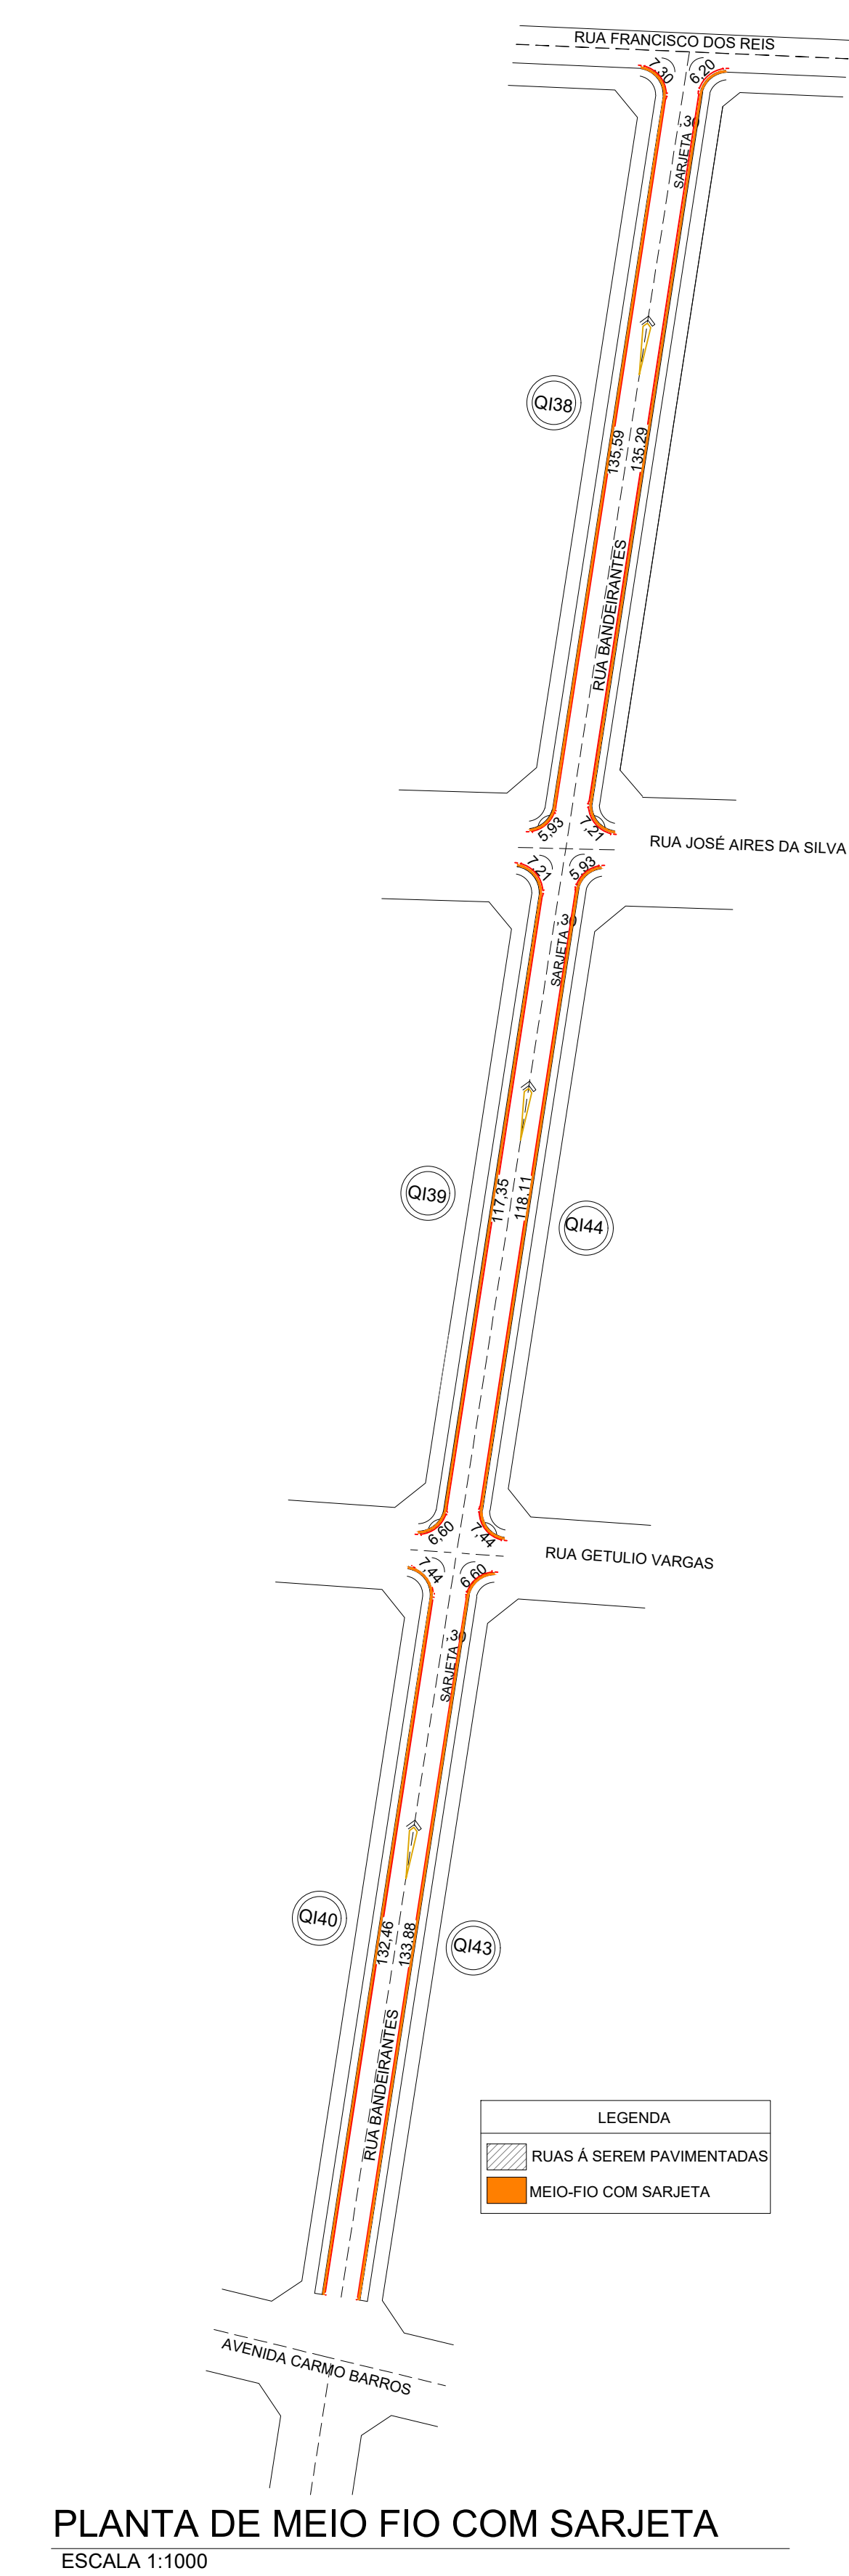 RUA FRANCISCO DOS REIS
7,30
6,20
SARJETA ,30
QI38
135,59
135,29
RUA BANDEIRANTES
5,93
7,21
RUA JOSÉ AIRES DA SILVA
7,21
5,93
SARJETA ,30
QI39
117,35
118,11
QI44
6,60
7,44
RUA GETULIO VARGAS
7,44
6,60
SARJETA ,30
QI40
132,46
133,88
QI43
RUA BANDEIRANTES
LEGENDA
RUAS Á SEREM PAVIMENTADAS
MEIO-FIO COM SARJETA
AVENIDA CARMO BARROS
PLANTA DE MEIO FIO COM SARJETA
ESCALA 1:1000